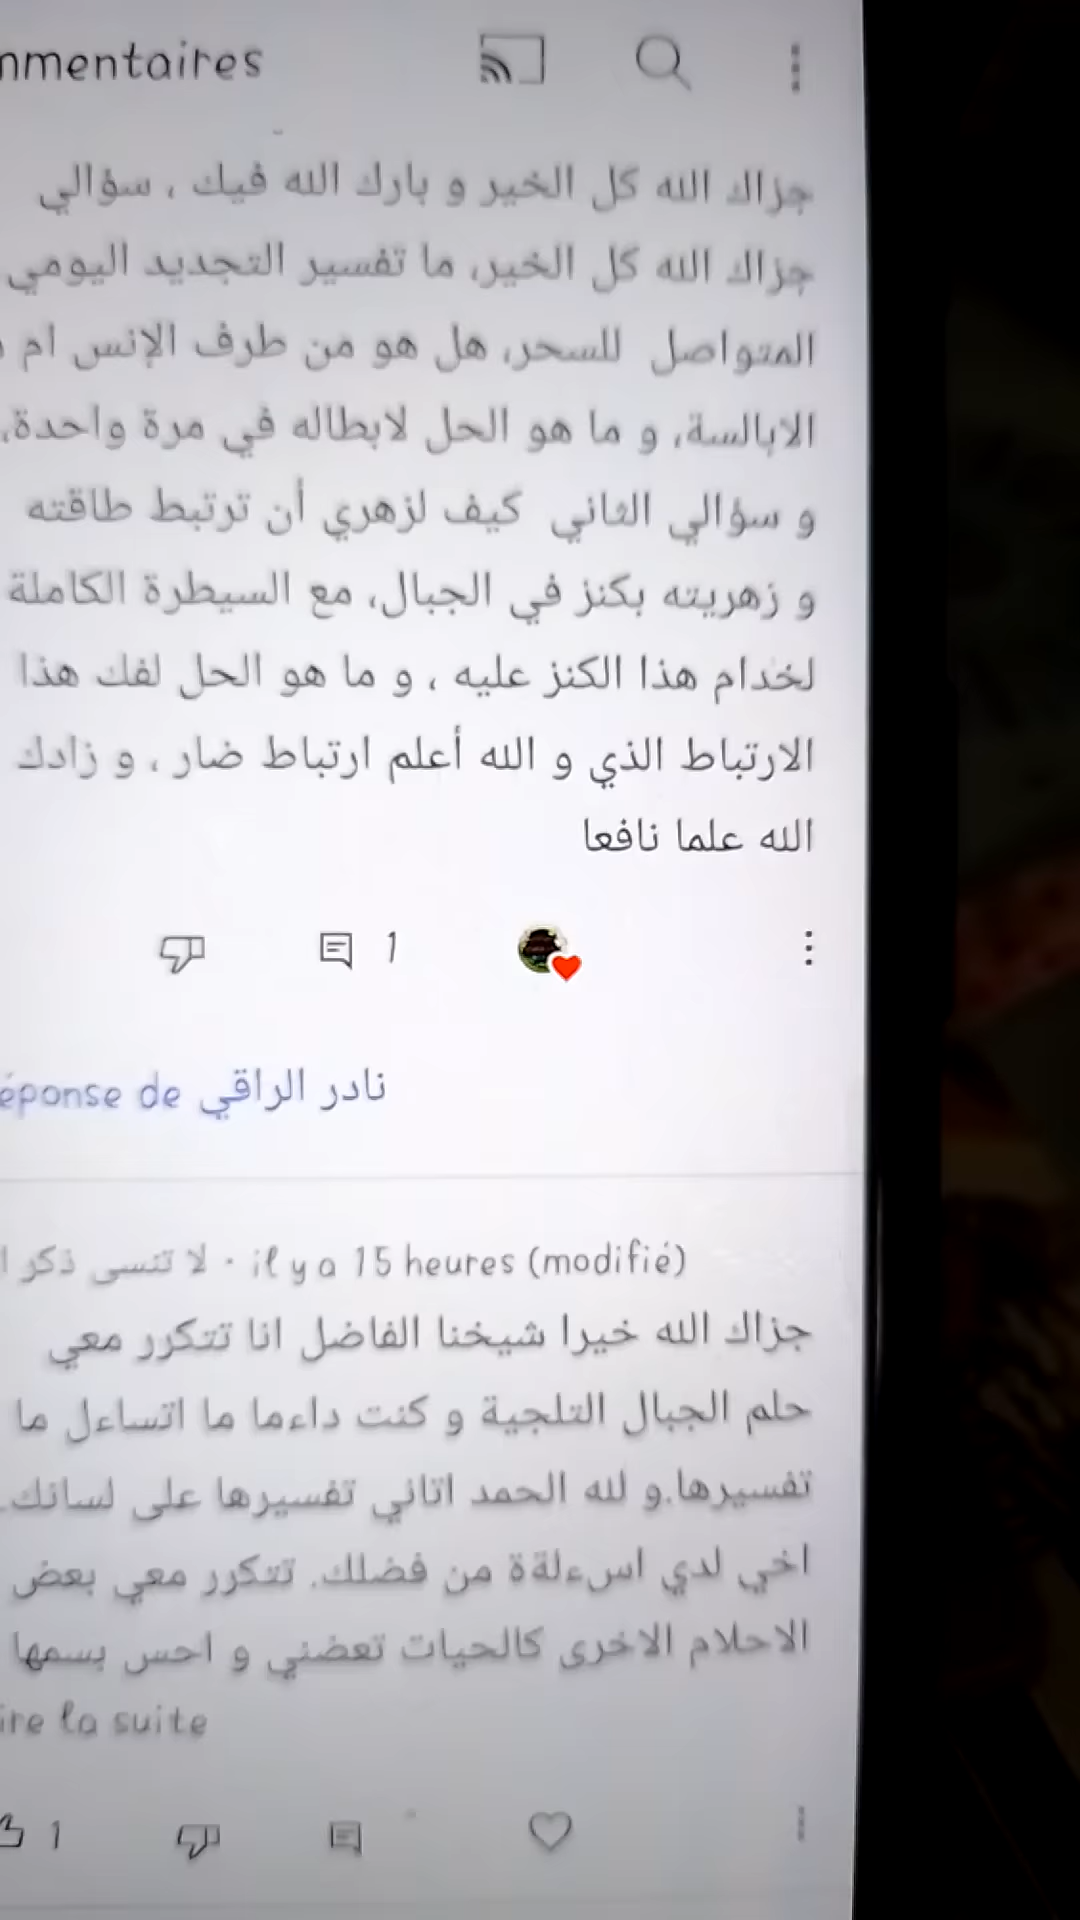 mmentaires
جزاك الله كل الخير و بارك الله فيك ، سؤالي
جزاك الله كل الخير، ما تفسير التجديد اليومي
المتواصل للسحر، هل هو من طرف الإنس ام
الابالسة، و ما هو الحل لابطاله في مرة واحدة،
و سؤالي الثاني كيف لزهري أن ترتبط طاقته
و زهريته بكنز في الجبال، مع السيطرة الكاملة
لخدام هذا الكنز عليه ، و ما هو الحل لفك هذا
الارتباط الذي و الله أعلم ارتباط ضار ، و زادك
الله علما نافعا
1
éponse de نادر الراقي
لا تنسى ذكر ا · il y a 15 heures (modifié)
جزاك الله خيرا شيخنا الفاضل انا تتكرر معي
حلم الجبال الثلجية و كنت داءما ما اتساءل ما
تفسيرها.و لله الحمد اتاني تفسيرها على لسانك.
اخي لدي اسءلةة من فضلك. تتكرر معي بعض
الاحلام الاخرى كالحيات تعضني و احس بسمها
ire la suite
1